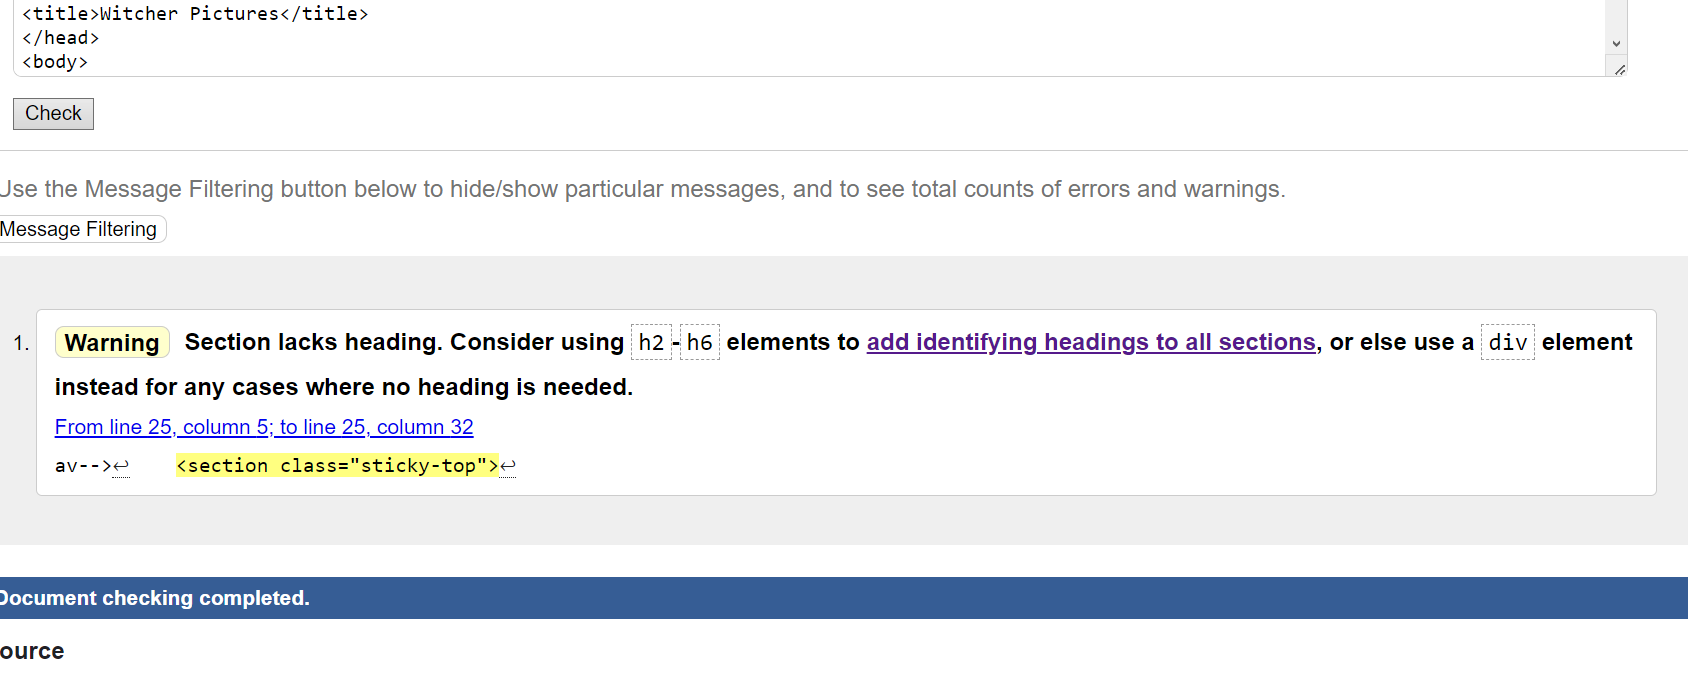 <title>Witcher Pictures</title>
</head>
<body>
Check
Use the Message Filtering button below to hide/show particular messages, and to see total counts of errors and warnings.
Message Filtering
1. Warning Section lacks heading. Consider using h2-h6 elements to add identifying headings to all sections, or else use a div element
instead for any cases where no heading is needed.
From line 25, column 5; to line 25, column 32
av-->↩ <section class="sticky-top">↩
Document checking completed.
ource